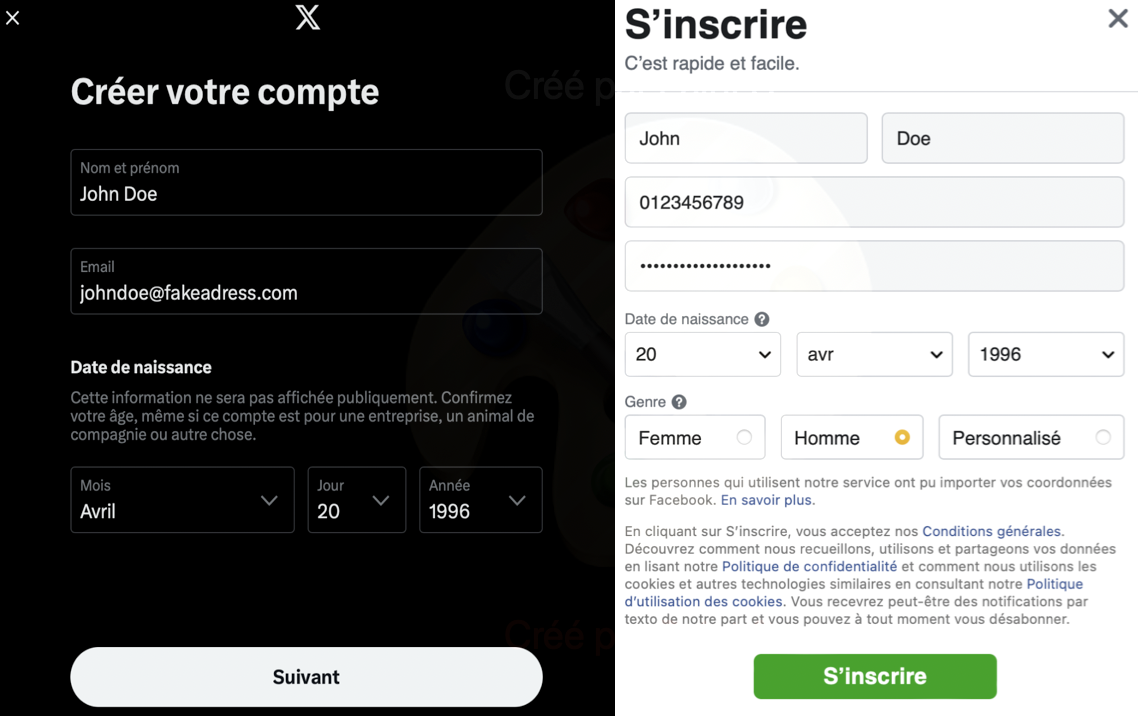 Créer votre compte
Nom et prénom
John Doe
Email
johndoe@fakeadress.com
Date de naissance
Cette information ne sera pas affichée publiquement. Confirmez
votre âge, même si ce compte est pour une entreprise, un animal de
compagnie ou autre chose.
Mois
Avril
Jour
20
Année
1996
Suivant
Créé p
Créé p
S’inscrire
C’est rapide et facile.
John
Doe
0123456789
Date de naissance
20
avr
1996
Genre
Femme
Homme
Personnalisé
Les personnes qui utilisent notre service ont pu importer vos coordonnées
sur Facebook. En savoir plus.
En cliquant sur S’inscrire, vous acceptez nos Conditions générales.
Découvrez comment nous recueillons, utilisons et partageons vos données
en lisant notre Politique de confidentialité et comment nous utilisons les
cookies et autres technologies similaires en consultant notre Politique
d’utilisation des cookies. Vous recevrez peut-être des notifications par
texto de notre part et vous pouvez à tout moment vous désabonner.
S’inscrire